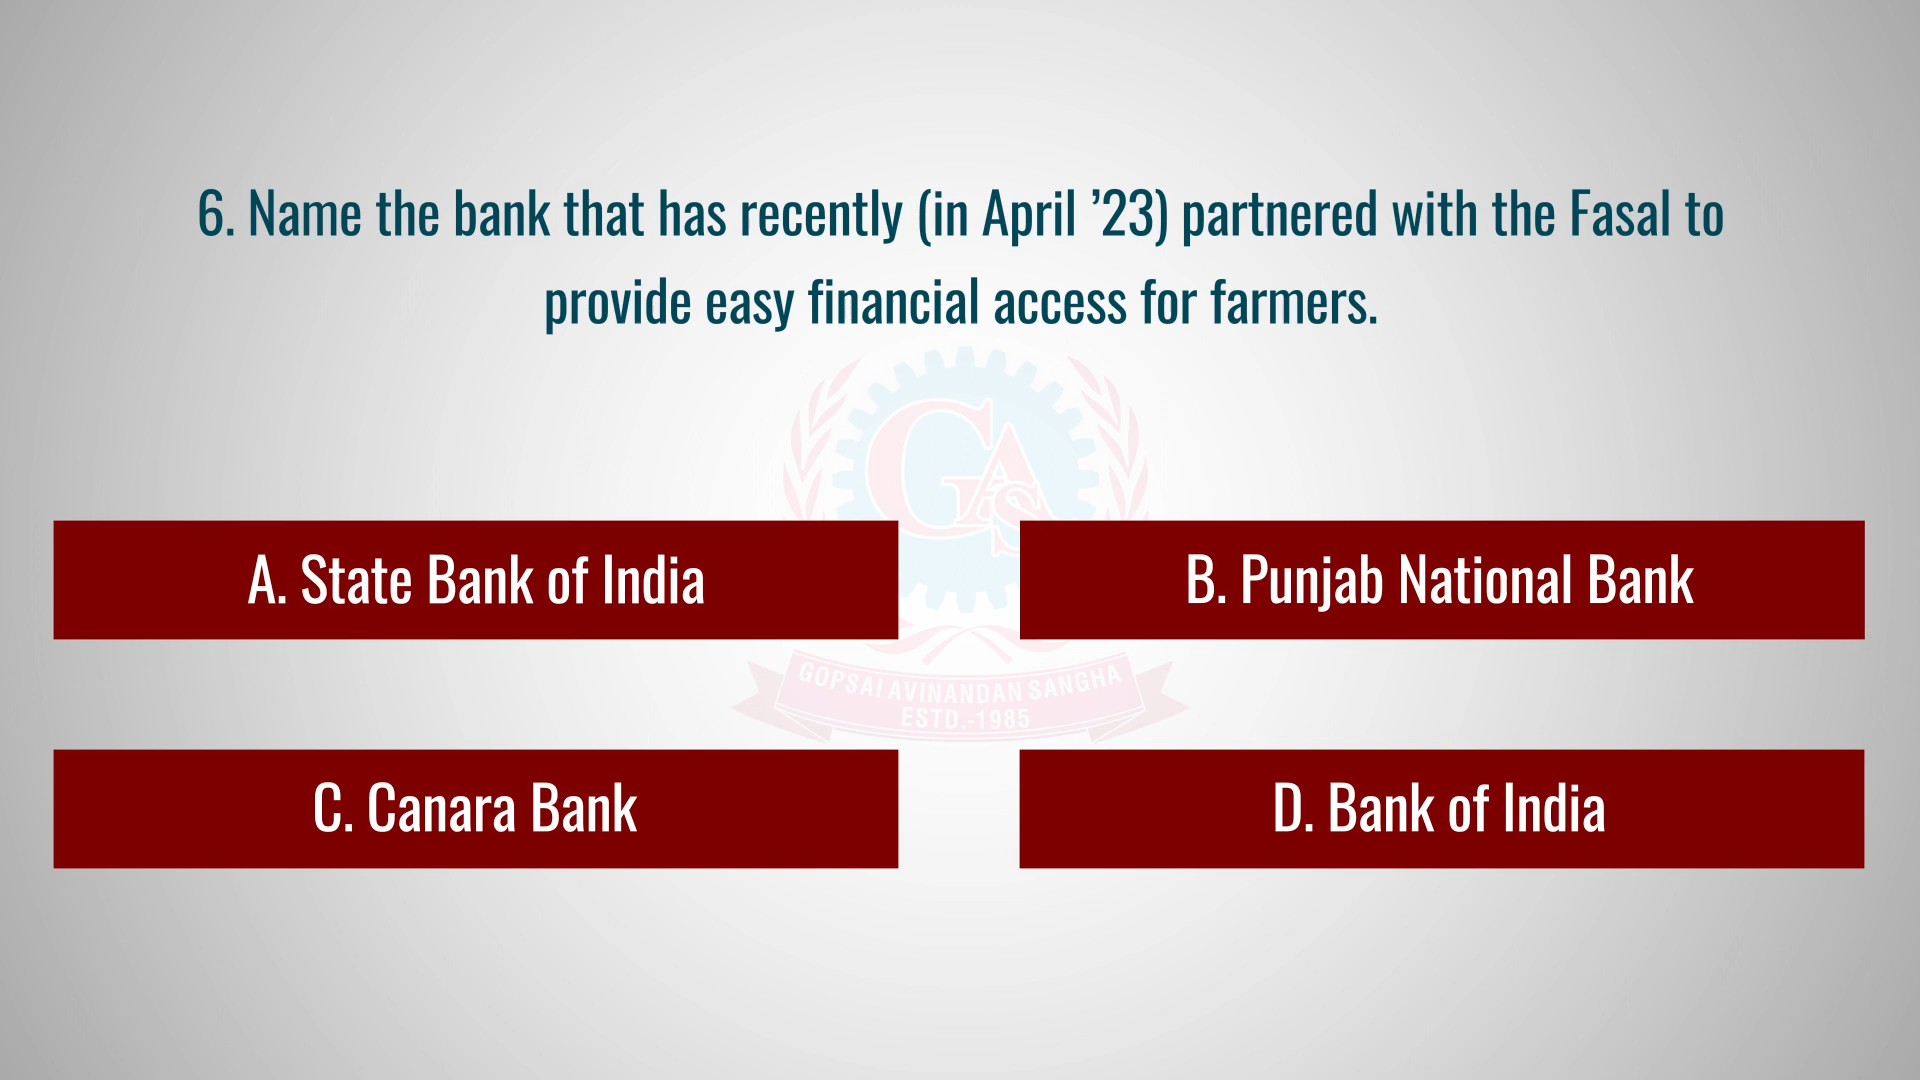 6. Name the bank that has recently (in April ’23) partnered with the Fasal to
provide easy financial access for farmers.
GAS
A. State Bank of India
B. Punjab National Bank
GOPSAI AVINANDAN SANGHA
ESTD.-1985
C. Canara Bank
D. Bank of India